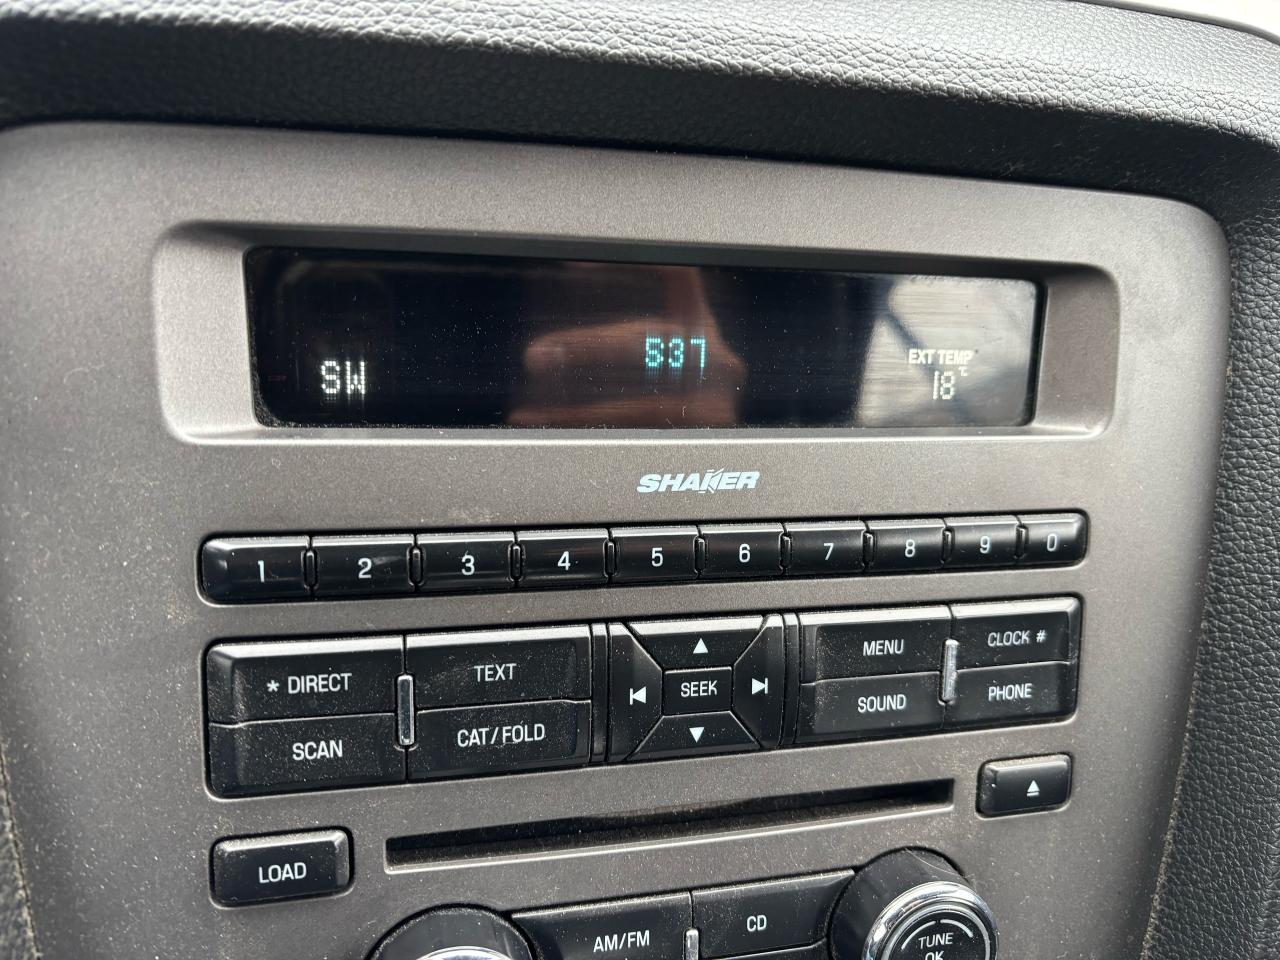 SW
537
EXT TEMP
18°C
SHAKER
1 2 3 4 5 6 7 8 9 0
* DIRECT
TEXT
SCAN
CAT/FOLD
SEEK
MENU
CLOCK #
SOUND
PHONE
LOAD
AM/FM
CD
TUNE
OK